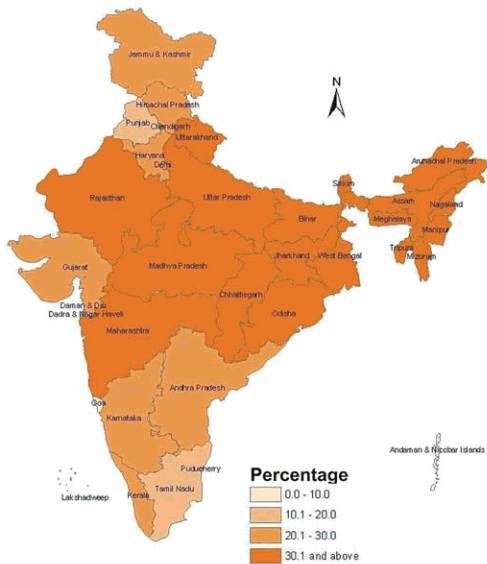 Jammu & Kashmir
N
Himachal Pradesh
Punjab
Chandigarh
Uttarakhand
Haryana
Delhi
Arunachal Pradesh
Sikkim
Rajasthan
Uttar Pradesh
Assam
Nagaland
Bihar
Meghalaya
Manipur
Tripura
Mizoram
Gujarat
Madhya Pradesh
Jharkhand
West Bengal
Chhattisgarh
Daman & Diu
Dadra & Nagar Haveli
Odisha
Maharashtra
Andhra Pradesh
Goa
Karnataka
Andaman & Nicobar Islands
Puducherry
Lakshadweep
Kerala
Tamil Nadu
Percentage
0.0 - 10.0
10.1 - 20.0
20.1 - 30.0
30.1 and above